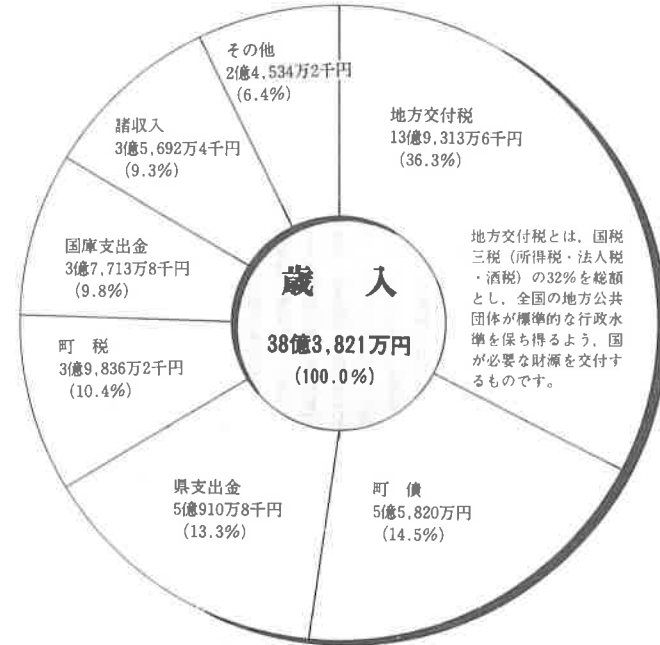 歳入
38億3,821万円
(100.0%)
地方交付税
13億9,313万6千円
(36.3%)
地方交付税とは，国税
三税（所得税・法人税
・酒税）の32%を総額
とし，全国の地方公共
団体が標準的な行政水
準を保ち得るよう，国
が必要な財源を交付す
るものです。
町債
5億5,820万円
(14.5%)
県支出金
5億910万8千円
(13.3%)
町税
3億9,836万2千円
(10.4%)
国庫支出金
3億7,713万8千円
(9.8%)
諸収入
3億5,692万4千円
(9.3%)
その他
2億4,534万2千円
(6.4%)